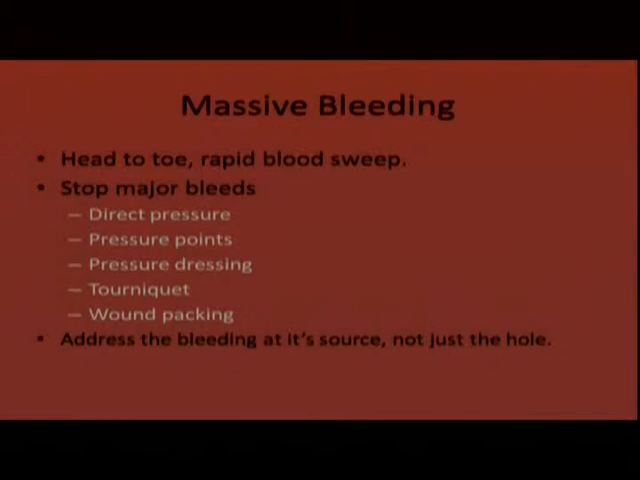 Massive Bleeding
• Head to toe, rapid blood sweep.
• Stop major bleeds
– Direct pressure
– Pressure points
– Pressure dressing
– Tourniquet
– Wound packing
• Address the bleeding at it's source, not just the hole.